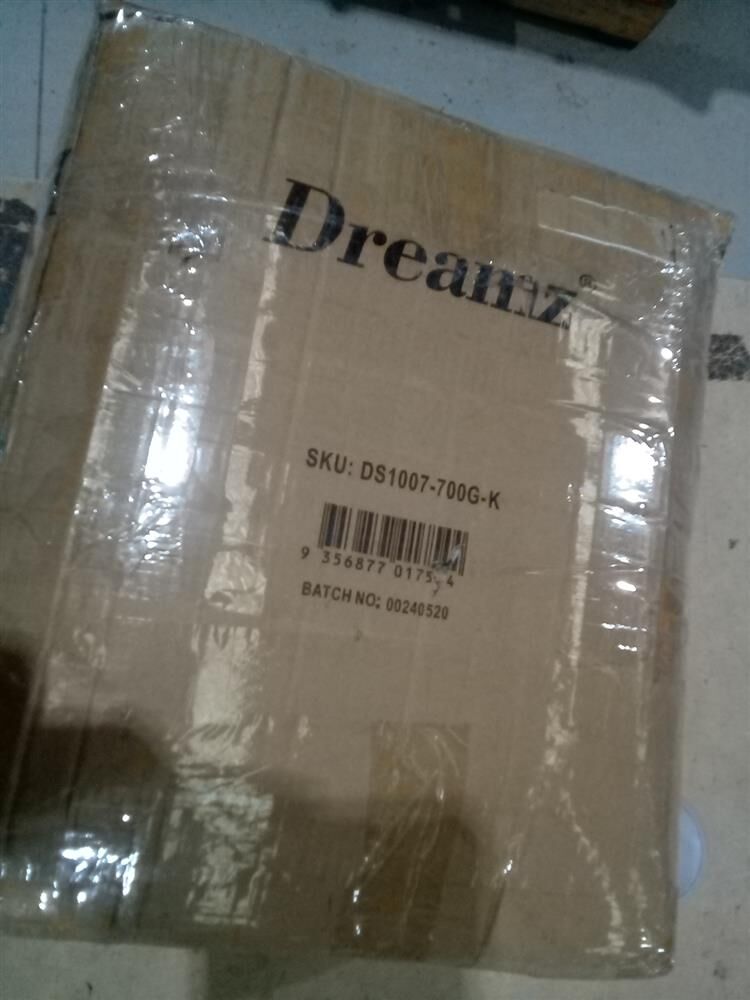 Dreamz®
SKU: DS1007-700G-K
9 356877
BATCH NO: 00240520